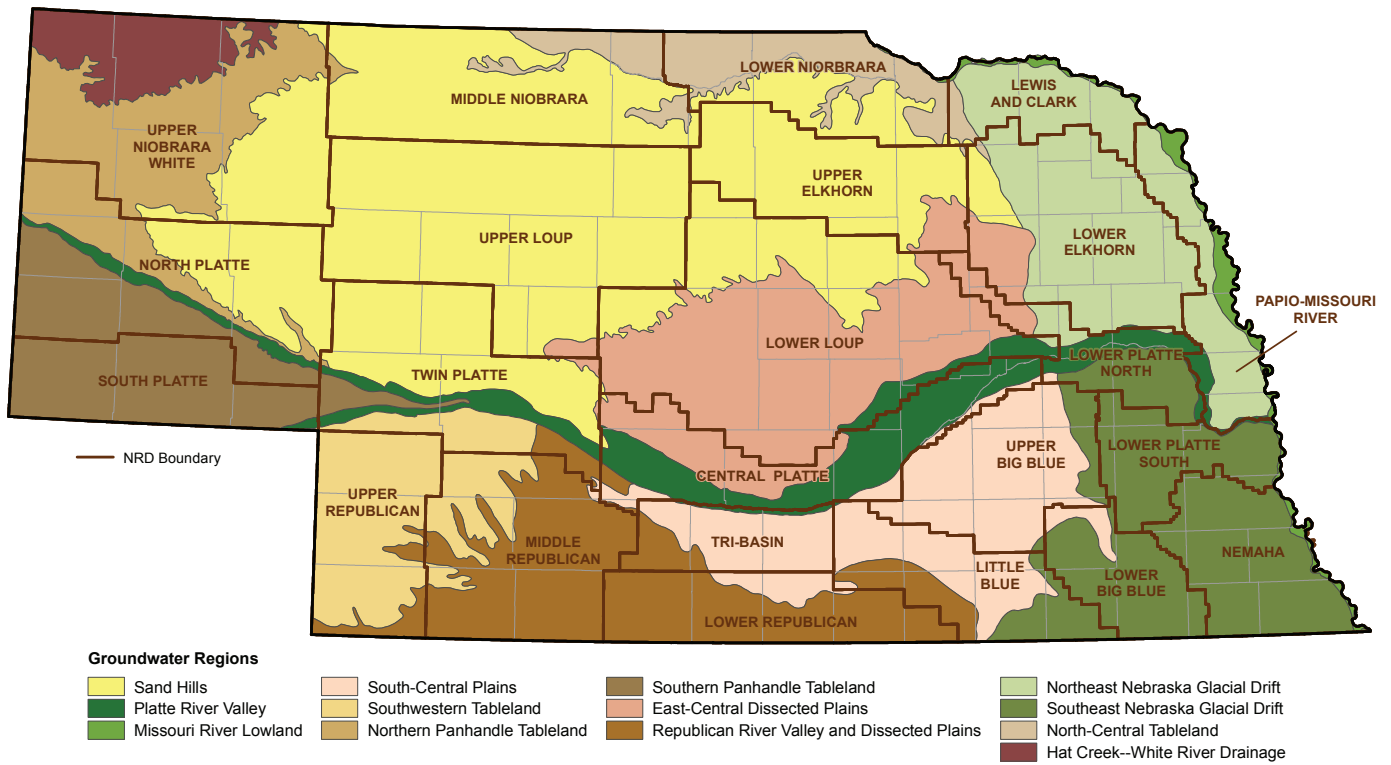 LOWER NIORBRARA
MIDDLE NIOBRARA
LEWIS
AND CLARK
UPPER
NIOBRARA
WHITE
UPPER
ELKHORN
UPPER LOUP
LOWER
ELKHORN
NORTH PLATTE
PAPIO-MISSOURI
RIVER
LOWER LOUP
LOWER PLATTE
NORTH
SOUTH PLATTE
TWIN PLATTE
UPPER
BIG BLUE
LOWER PLATTE
SOUTH
NRD Boundary
CENTRAL PLATTE
UPPER
REPUBLICAN
MIDDLE
REPUBLICAN
TRI-BASIN
NEMAHA
LITTLE
BLUE
LOWER
BIG BLUE
LOWER REPUBLICAN
Groundwater Regions
Sand Hills
Platte River Valley
Missouri River Lowland
South-Central Plains
Southwestern Tableland
Northern Panhandle Tableland
Southern Panhandle Tableland
East-Central Dissected Plains
Republican River Valley and Dissected Plains
Northeast Nebraska Glacial Drift
Southeast Nebraska Glacial Drift
North-Central Tableland
Hat Creek--White River Drainage